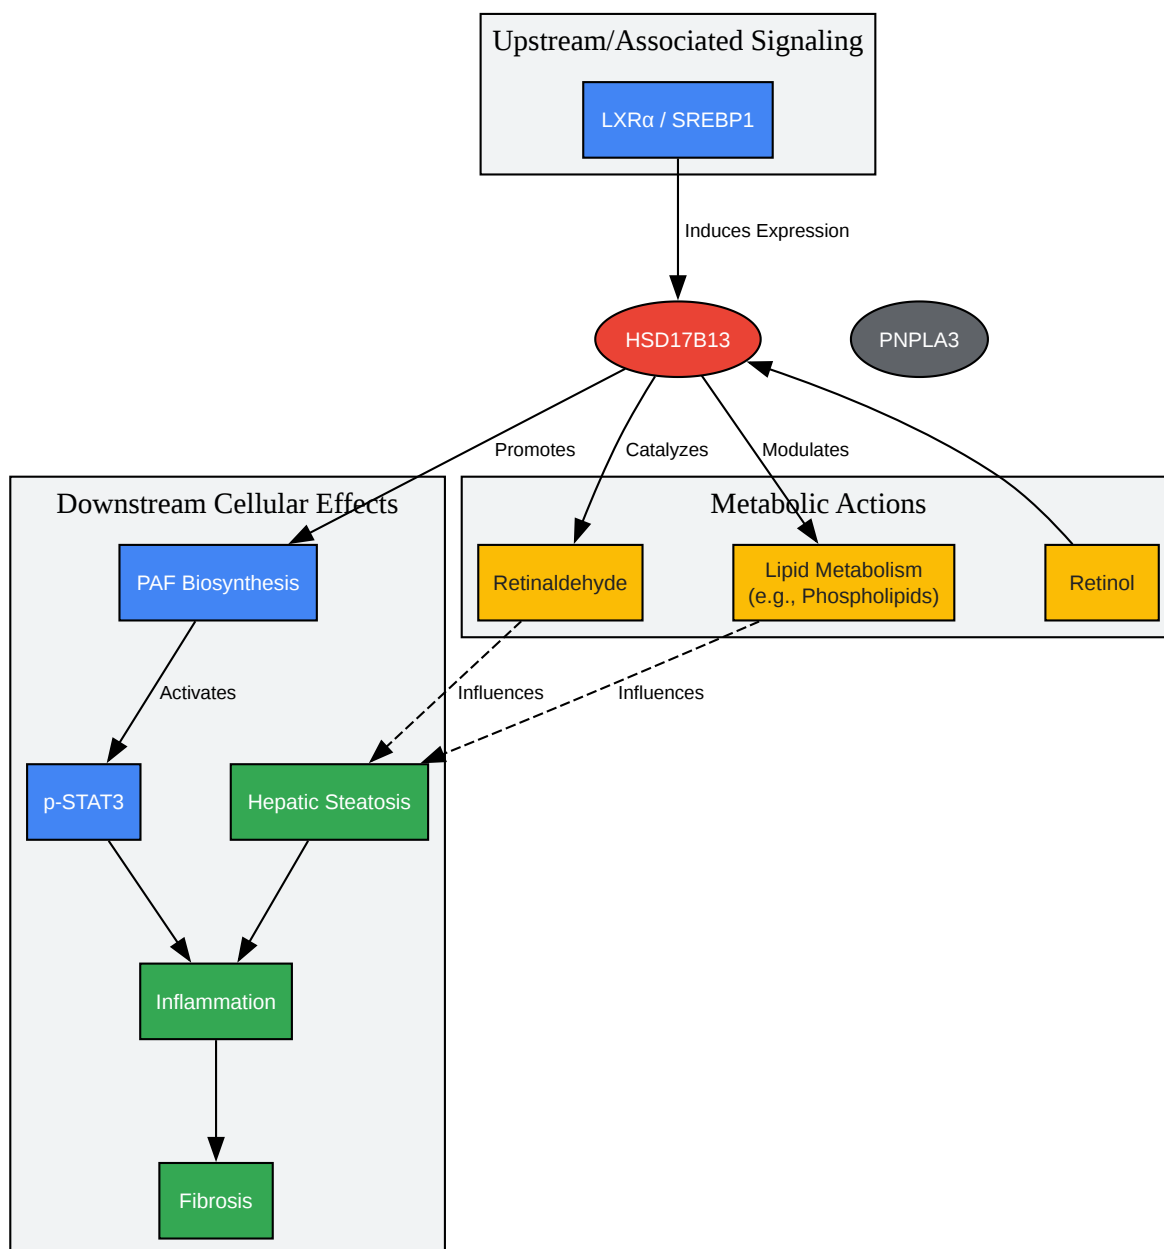 Upstream/Associated Signaling
LXRα / SREBP1
Induces Expression
HSD17B13
PNPLA3
Promotes
Catalyzes
Modulates
Downstream Cellular Effects
Metabolic Actions
PAF Biosynthesis
Retinaldehyde
Lipid Metabolism
(e.g., Phospholipids)
Retinol
Activates
Influences
Influences
p-STAT3
Hepatic Steatosis
Inflammation
Fibrosis